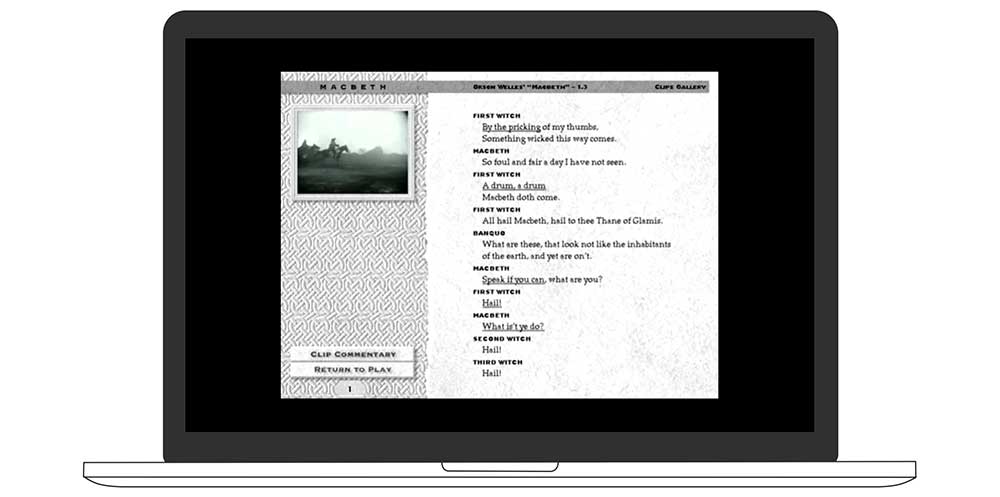 MACBETH
ORSON WELLES' "MACBETH" – 1.3
CLIPS GALLERY
FIRST WITCH
By the pricking of my thumbs,
Something wicked this way comes.
MACBETH
So foul and fair a day I have not seen.
FIRST WITCH
A drum, a drum
Macbeth doth come.
FIRST WITCH
All hail Macbeth, hail to thee Thane of Glamis.
BANQUO
What are these, that look not like the inhabitants
of the earth, and yet are on't.
MACBETH
Speak if you can, what are you?
FIRST WITCH
Hail!
MACBETH
What is't ye do?
SECOND WITCH
Hail!
THIRD WITCH
Hail!
CLIP COMMENTARY
RETURN TO PLAY
1